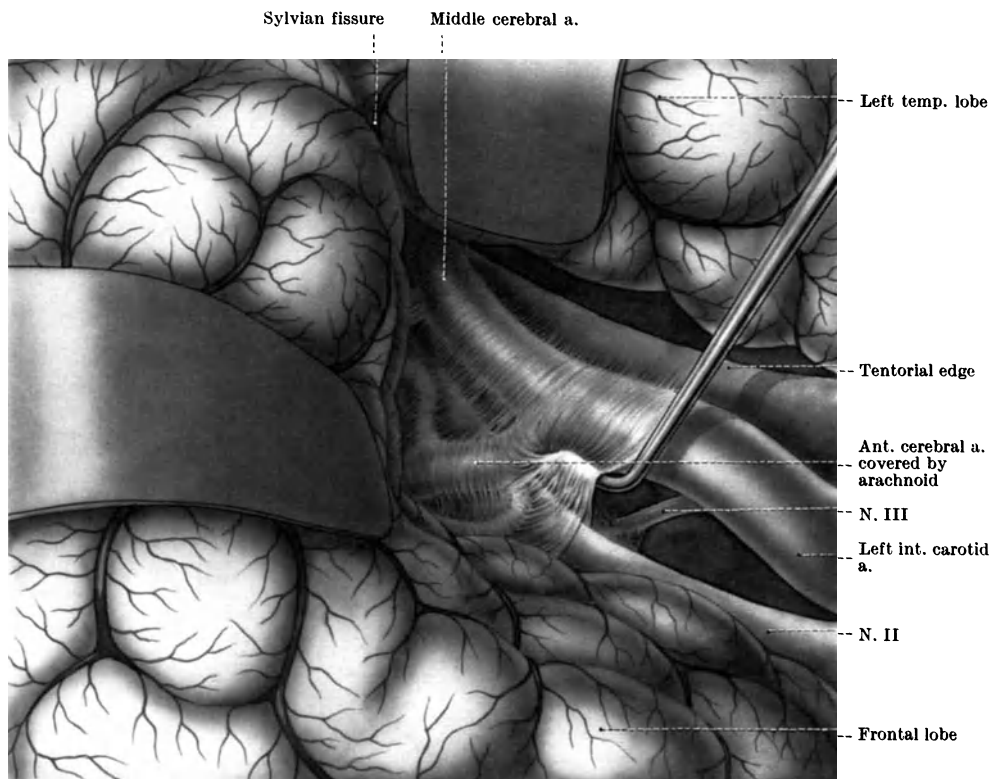 Sylvian fissure
Middle cerebral a.
Left temp. lobe
Tentorial edge
Ant. cerebral a.
covered by
arachnoid
N. III
Left int. carotid
a.
N. II
Frontal lobe